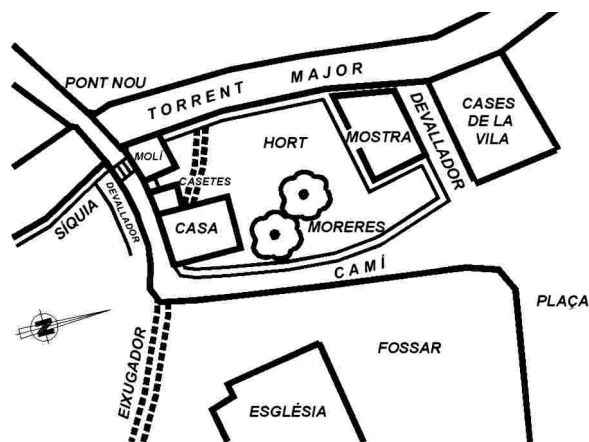 PONT NOU
TORRENT MAJOR
MOLÍ
HORT
MOSTRA
DEVALLADOR
CASES
DE LA
VILA
CASETES
SÍQUIA
DEVALLADOR
CASA
MORERES
CAMÍ
N
PLAÇA
EIXUGADOR
FOSSAR
ESGLÉSIA